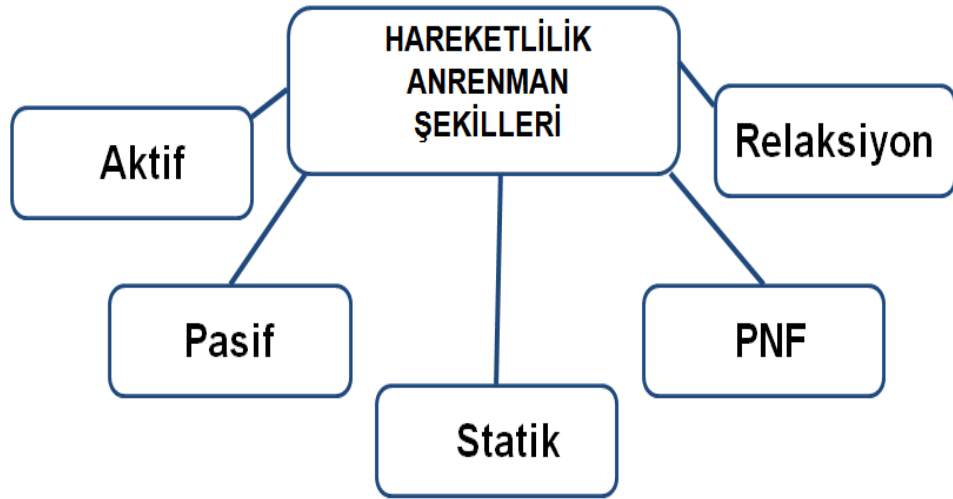 HAREKETLİLİK
ANRENMAN
ŞEKİLLERİ
Aktif
Relaksiyon
Pasif
PNF
Statik